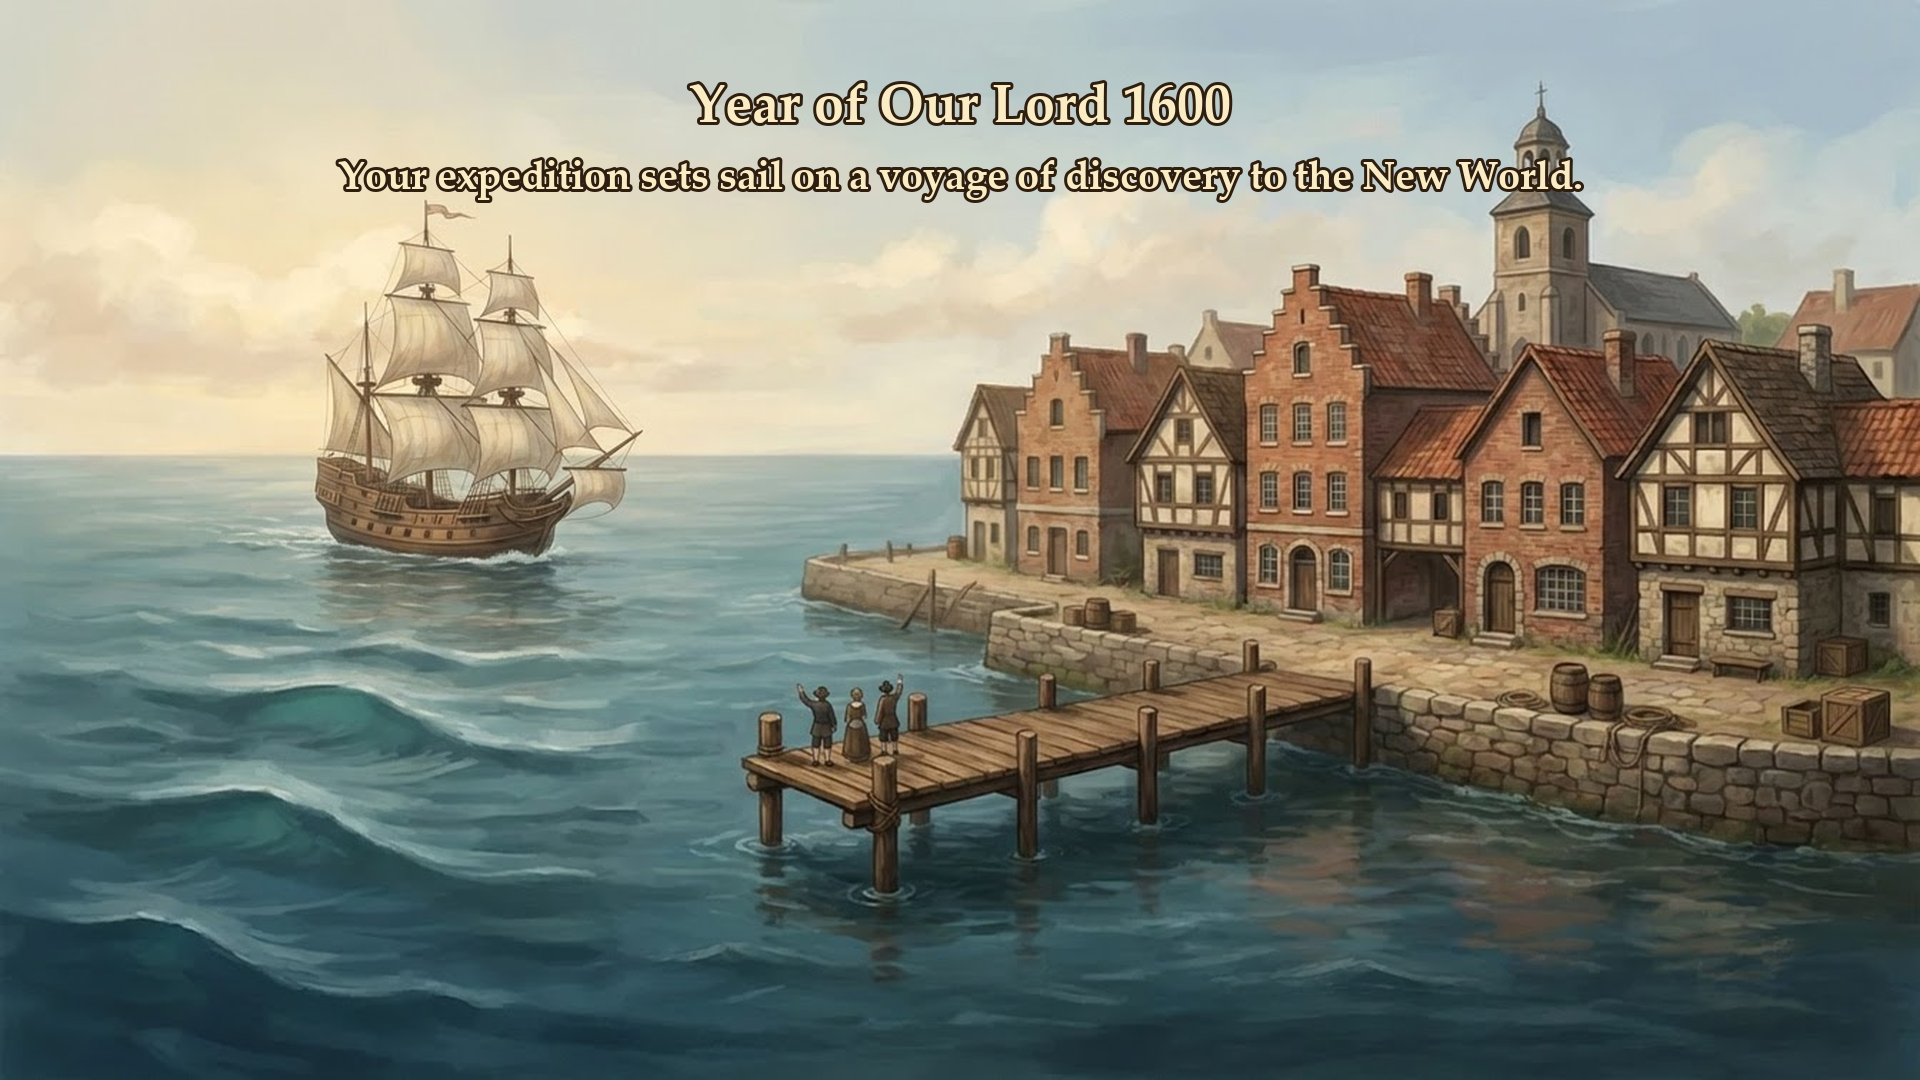 Year of Our Lord 1600
Your expedition sets sail on a voyage of discovery to the New World.